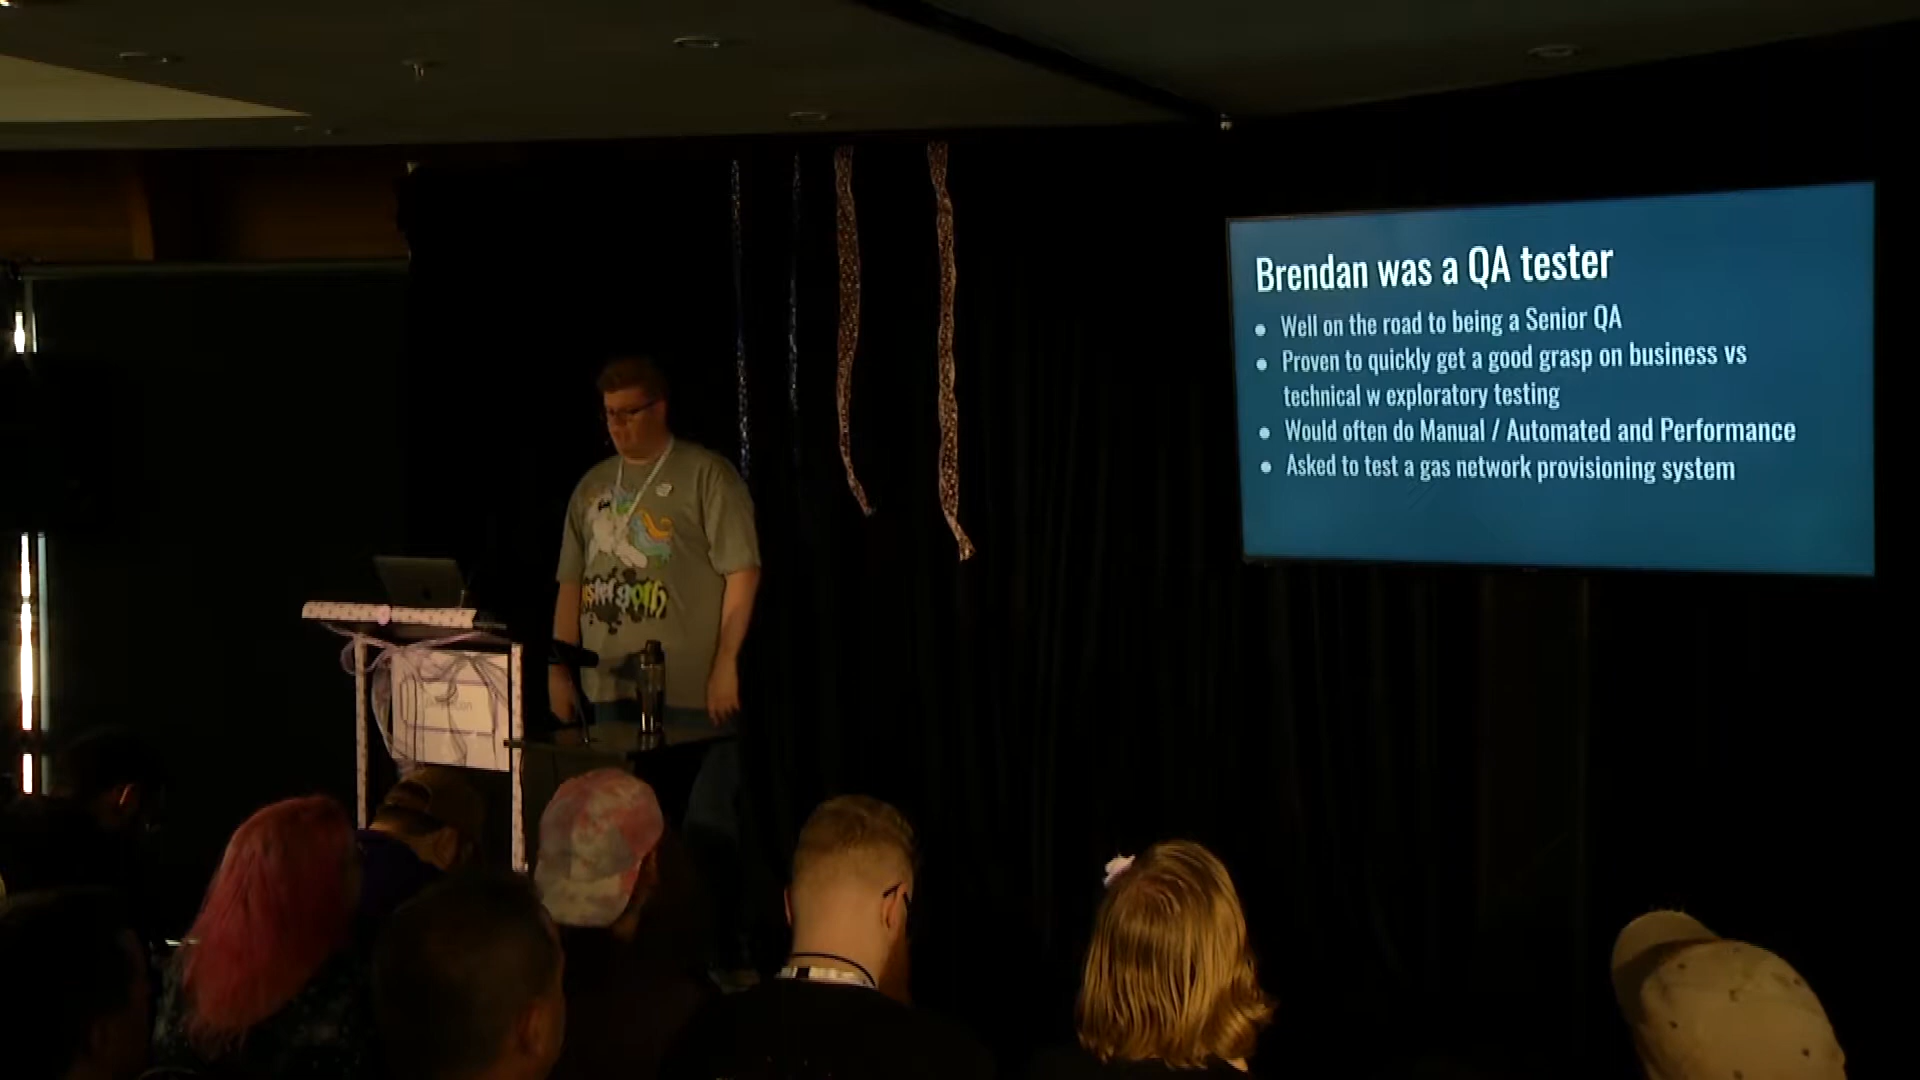 Brendan was a QA tester
● Well on the road to being a Senior QA
● Proven to quickly get a good grasp on business vs
technical w exploratory testing
● Would often do Manual / Automated and Performance
● Asked to test a gas network provisioning system
goth